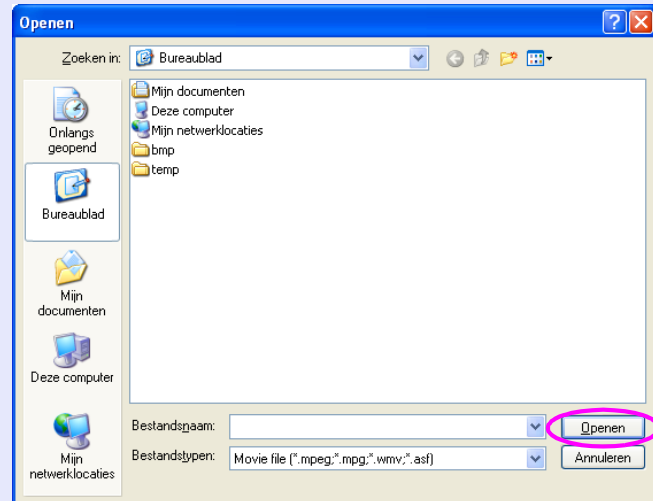 Openen
Zoeken in: Bureaublad
Onlangs
geopend
Bureaublad
Mijn
documenten
Deze computer
Mijn
netwerklocaties
Mijn documenten
Deze computer
Mijn netwerklocaties
bmp
temp
Bestandsnaam:
Openen
Bestandstypen: Movie file (*.mpeg;*.mpg;*.wmv;*.asf)
Annuleren